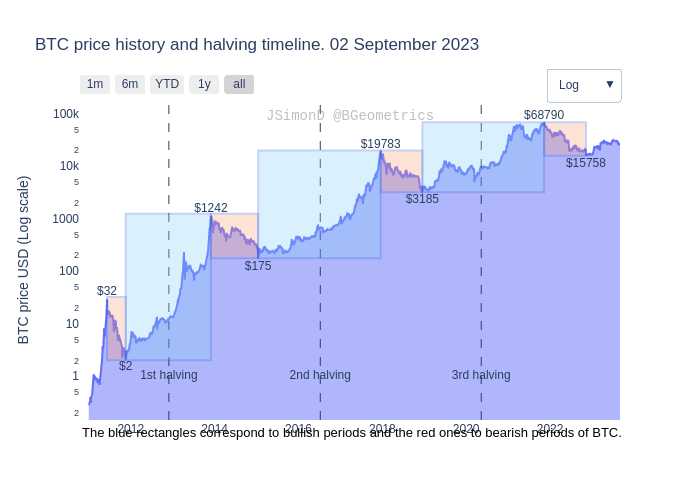 BTC price history and halving timeline. 02 September 2023
1m 6m YTD 1y all
Log ▼
JSimonD @BGeometrics
100k
5
2
10k
5
2
1000
5
2
100
5
2
10
5
2
1
5
2
BTC price USD (Log scale)
$68790
$19783
$15758
$3185
$1242
$175
$32
$2
1st halving
2nd halving
3rd halving
2012 2014 2016 2018 2020 2022
The blue rectangles correspond to bullish periods and the red ones to bearish periods of BTC.